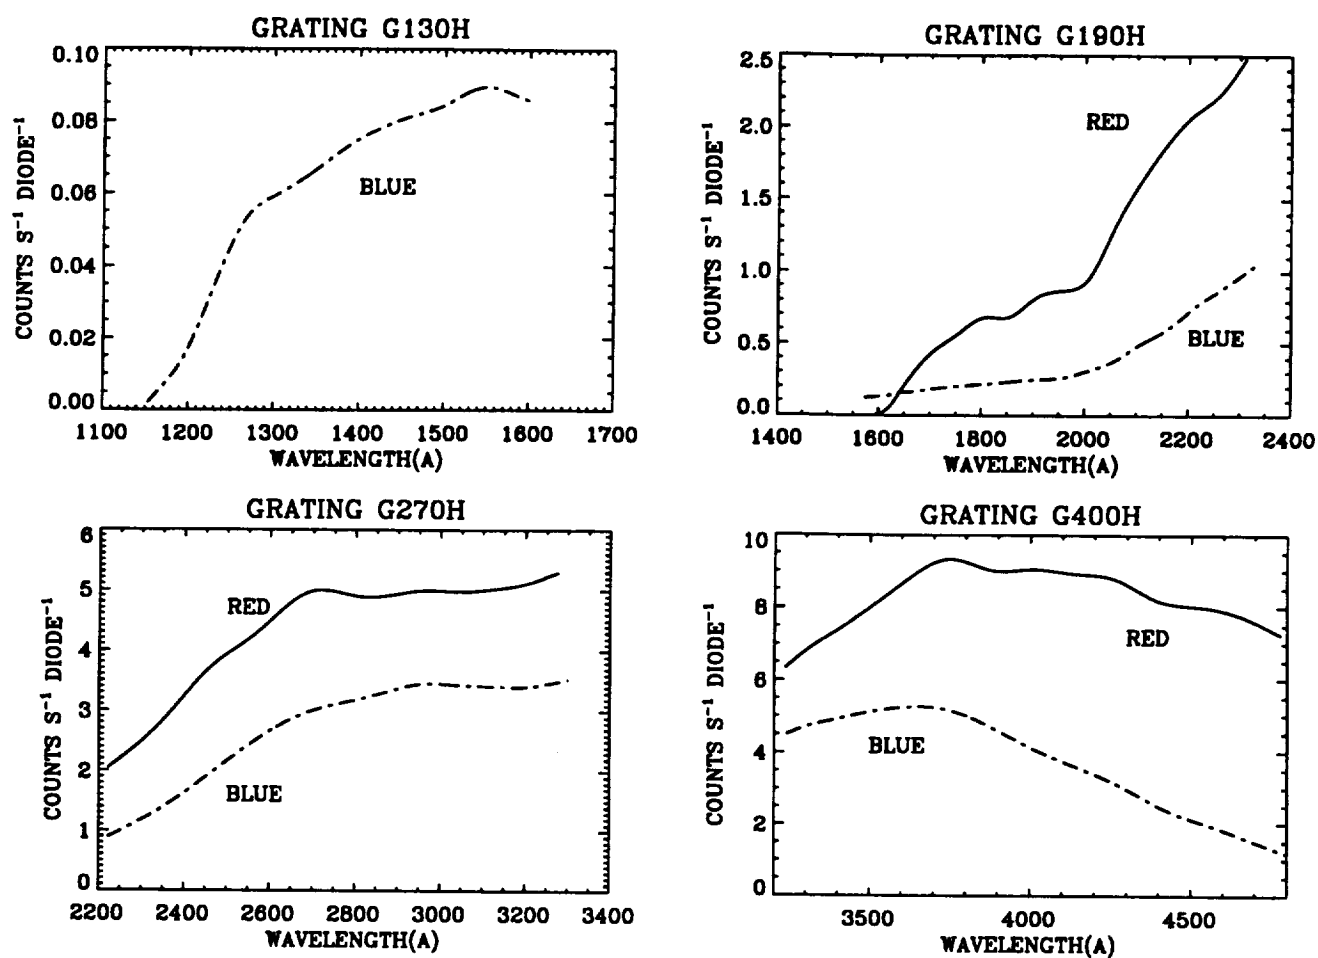 GRATING G130H
0.10
0.08
0.06
0.04
0.02
0.00
COUNTS S⁻¹ DIODE⁻¹
BLUE
1100 1200 1300 1400 1500 1600 1700
WAVELENGTH(A)
GRATING G190H
2.5
2.0
1.5
1.0
0.5
0.0
COUNTS S⁻¹ DIODE⁻¹
RED
BLUE
1400 1600 1800 2000 2200 2400
WAVELENGTH(A)
GRATING G270H
6
5
4
3
2
1
0
COUNTS S⁻¹ DIODE⁻¹
RED
BLUE
2200 2400 2600 2800 3000 3200 3400
WAVELENGTH(A)
GRATING G400H
10
8
6
4
2
0
COUNTS S⁻¹ DIODE⁻¹
RED
BLUE
3500 4000 4500
WAVELENGTH(A)